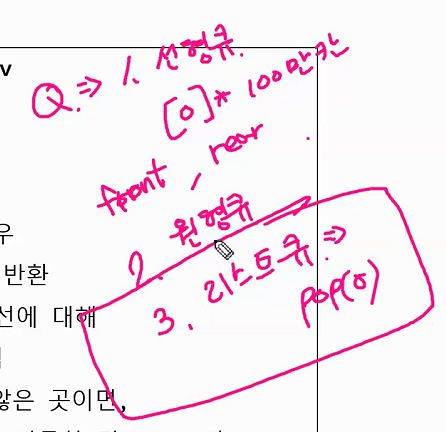 v
Q ⇒ 1. 선형큐.
[0] * 100만칸
front, rear
2. 원형큐
우
반환
3. 리스트큐 ⇒
pop(0)
선에 대해
않은 곳이면,